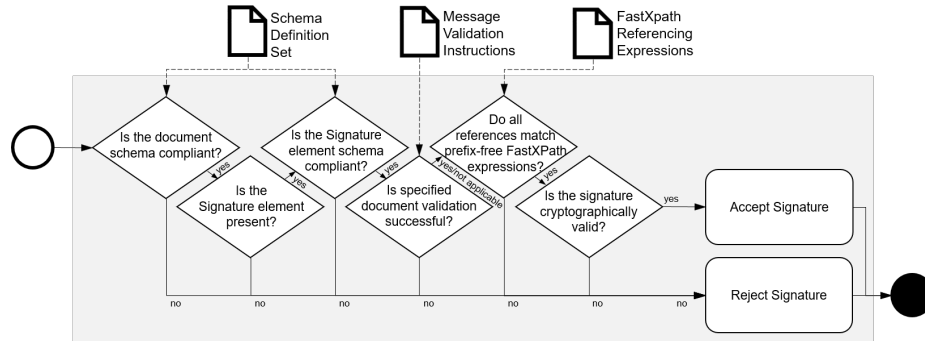 Schema
Definition
Set
Message
Validation
Instructions
FastXpath
Referencing
Expressions
Is the document
schema compliant?
yes
Is the
Signature element
present?
yes
Is the Signature
element schema
compliant?
yes
Is specified
document validation
successful?
yes/not applicable
Do all
references match
prefix-free FastXPath
expressions?
yes
Is the signature
cryptographically
valid?
yes
Accept Signature
no
no
no
no
no
no
no
Reject Signature